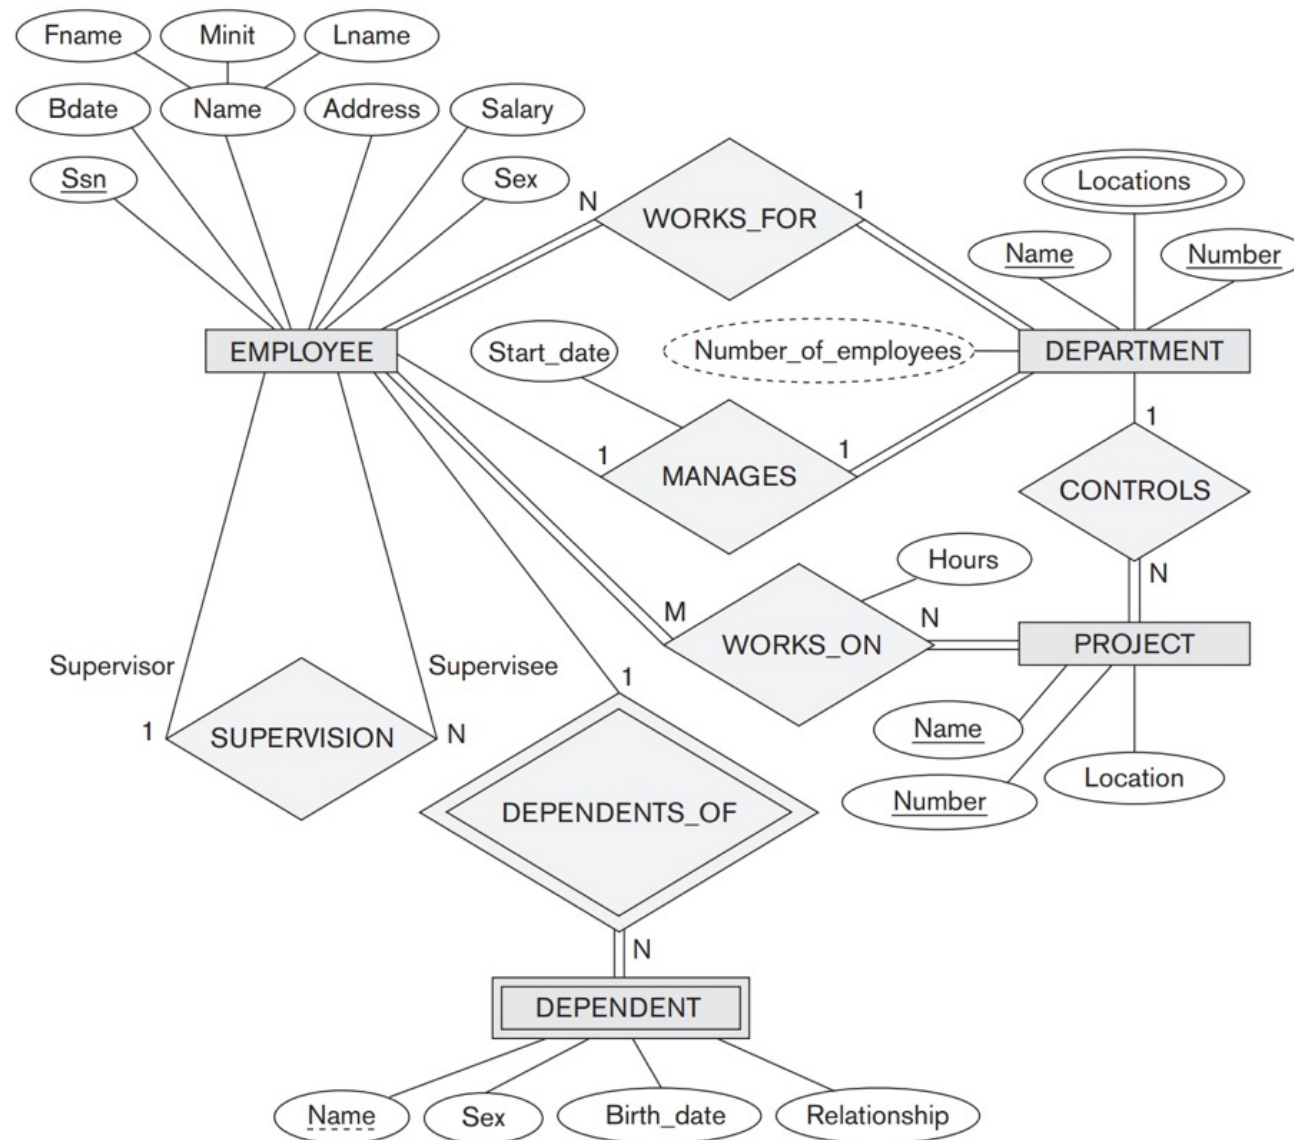 Fname
Minit
Lname
Bdate
Name
Address
Salary
Ssn
Sex
N
WORKS_FOR
1
Locations
Name
Number
EMPLOYEE
Start_date
Number_of_employees
DEPARTMENT
1
MANAGES
1
1
CONTROLS
N
Hours
M
WORKS_ON
N
PROJECT
Supervisor
Supervisee
1
SUPERVISION
N
1
Name
Number
Location
DEPENDENTS_OF
N
DEPENDENT
Name
Sex
Birth_date
Relationship